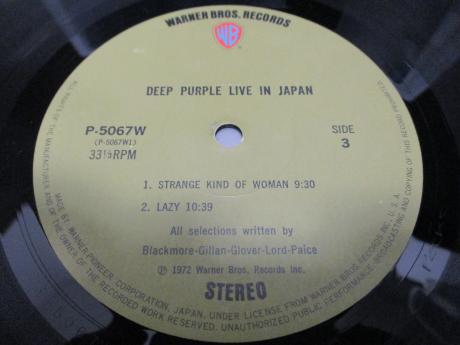 WARNER BROS. RECORDS
WB
DEEP PURPLE LIVE IN JAPAN
P-5067W
(P-5067W1)
33⅓RPM
SIDE
3
1. STRANGE KIND OF WOMAN 9:30
2. LAZY 10:39
All selections written by
Blackmore-Gillan-Glover-Lord-Paice
Ⓟ 1972 Warner Bros. Records Inc.
STEREO
MADE BY WARNER-PIONEER CORPORATION, JAPAN, UNDER LICENSE FROM WARNER BROS. RECORDS INC., U.S.A.
ALL RIGHTS OF THE MANUFACTURER AND OF THE OWNER OF THE RECORDED WORK RESERVED. UNAUTHORIZED PUBLIC PERFORMANCE, BROADCASTING AND COPYING OF THIS RECORD PROHIBITED.